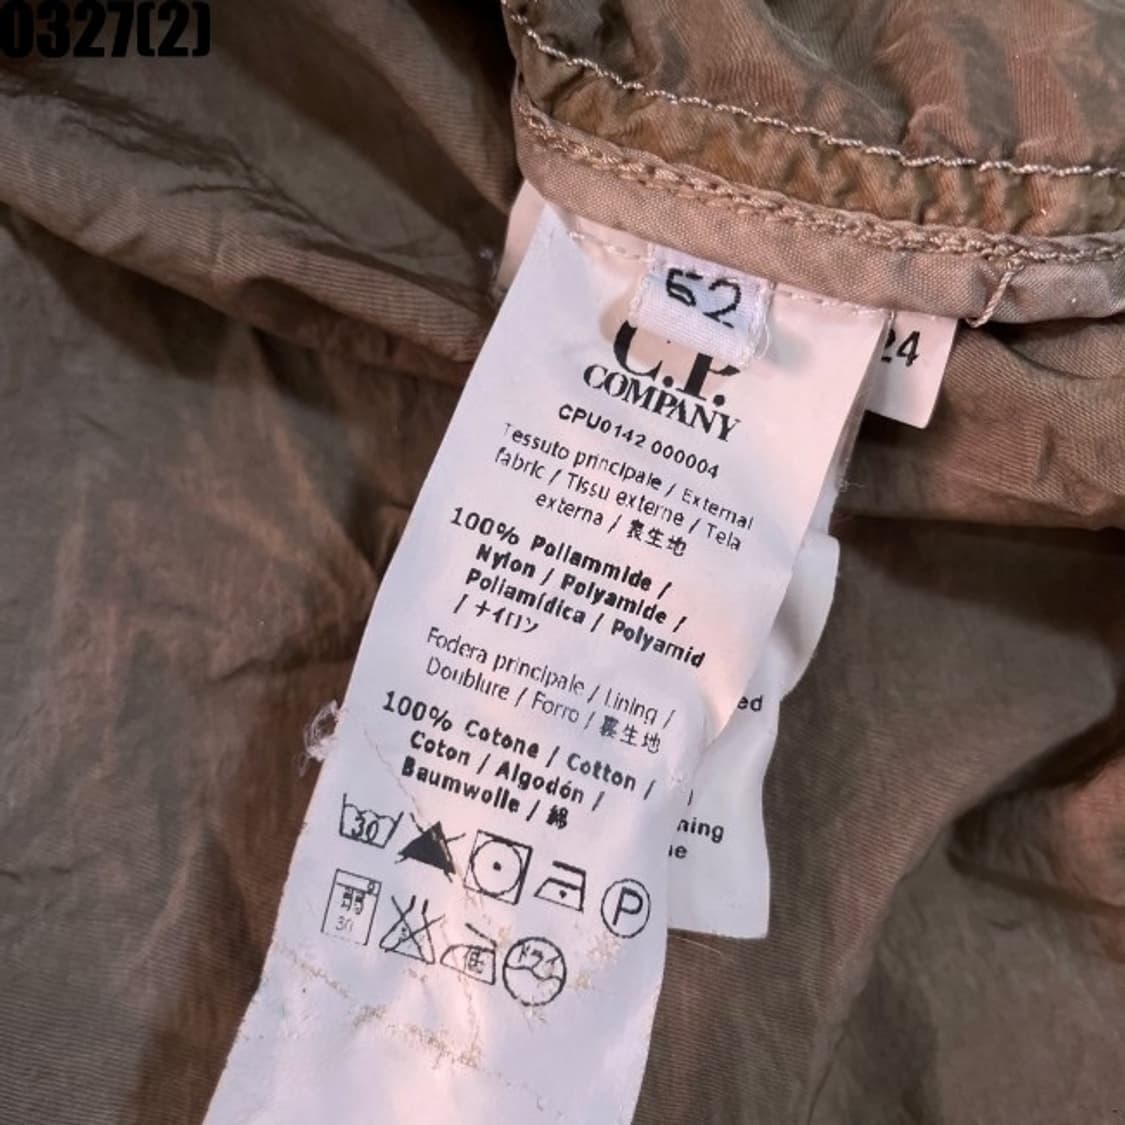 0327(2)
52
C.P.
COMPANY
24
CPU0142 000004
Tessuto principale / External
fabric / Tissu externe / Tela
externa / 表生地
100% Poliammide /
Nylon / Polyamide /
Poliamídica / Polyamid
/ ナイロン
Fodera principale / Lining /
Doublure / Forro / 裏生地
100% Cotone / Cotton /
Coton / Algodón /
Baumwolle / 綿
30
P
30
低
ドライ